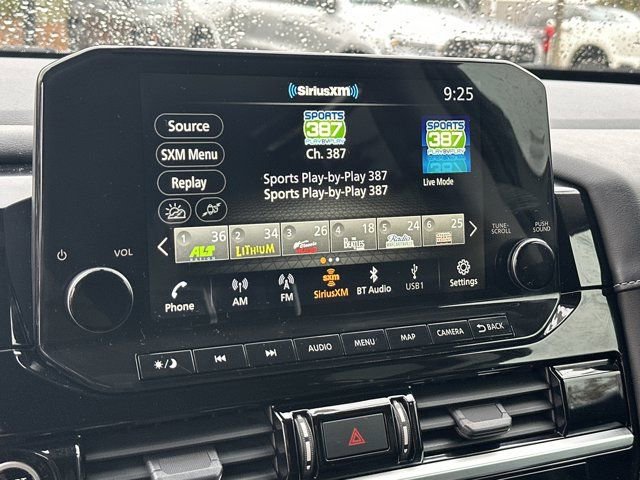 SiriusXM
9:25
Source
SXM Menu
Replay
SPORTS
387
PLAY BY PLAY
Ch. 387
Sports Play-by-Play 387
Sports Play-by-Play 387
SPORTS
387
PLAY BY PLAY
Live Mode
1 36 2 34 3 26 4 18 5 24 6 25
LITHIUM
Phone
AM
FM
sxm
SiriusXM
BT Audio
USB1
Settings
VOL
TUNE-
SCROLL
PUSH
SOUND
AUDIO
MENU
MAP
CAMERA
BACK